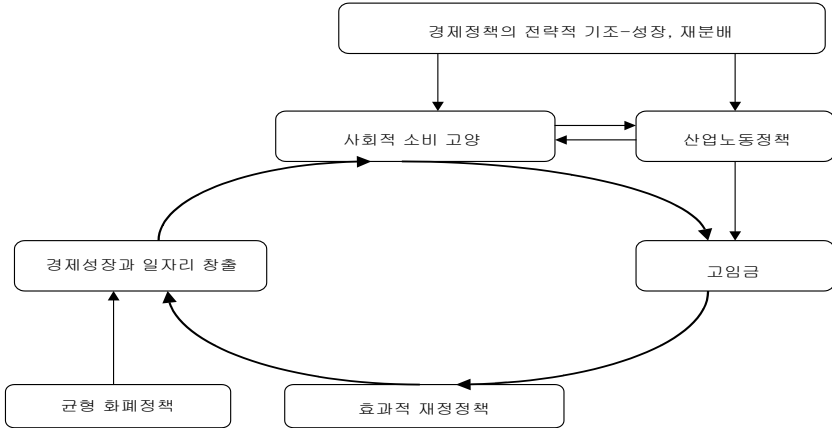 경제정책의 전략적 기조-성장, 재분배
사회적 소비 고양
산업노동정책
경제성장과 일자리 창출
고임금
균형 화폐정책
효과적 재정정책